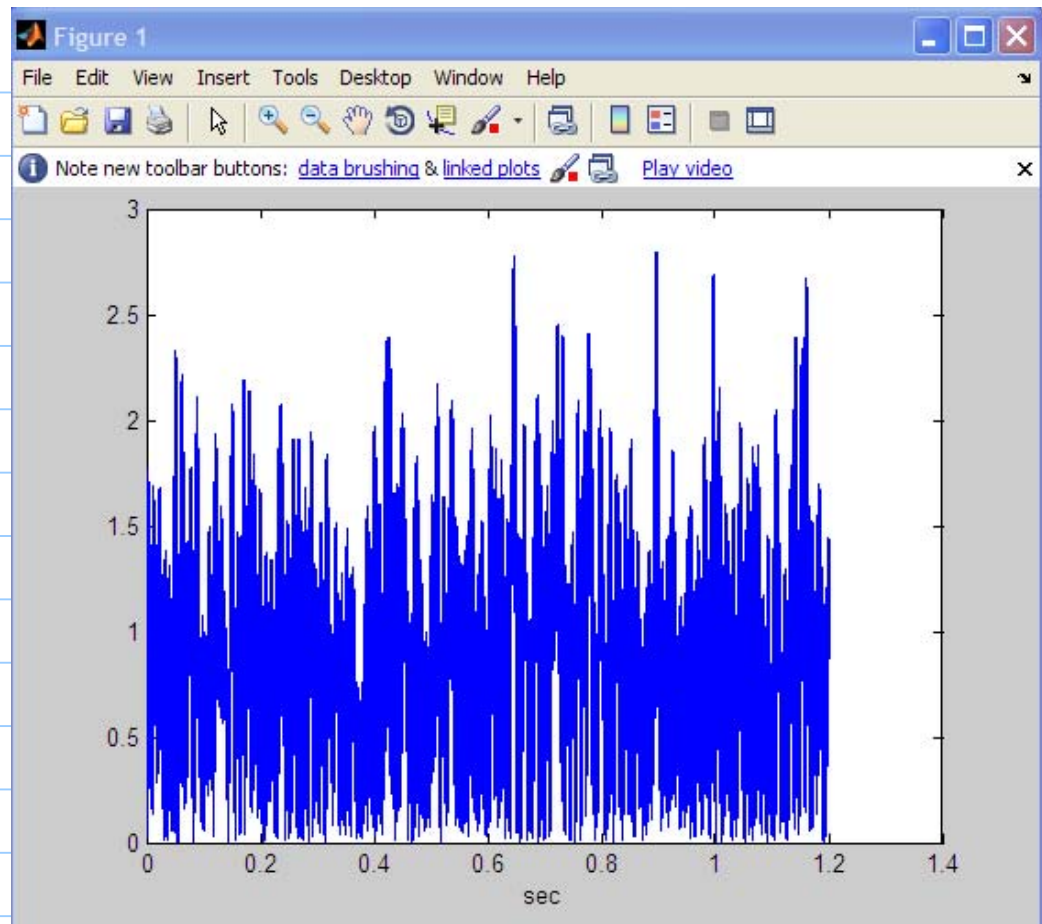 Figure 1
File Edit View Insert Tools Desktop Window Help
Note new toolbar buttons: data brushing & linked plots Play video
3
2.5
2
1.5
1
0.5
0
0 0.2 0.4 0.6 0.8 1 1.2 1.4
sec